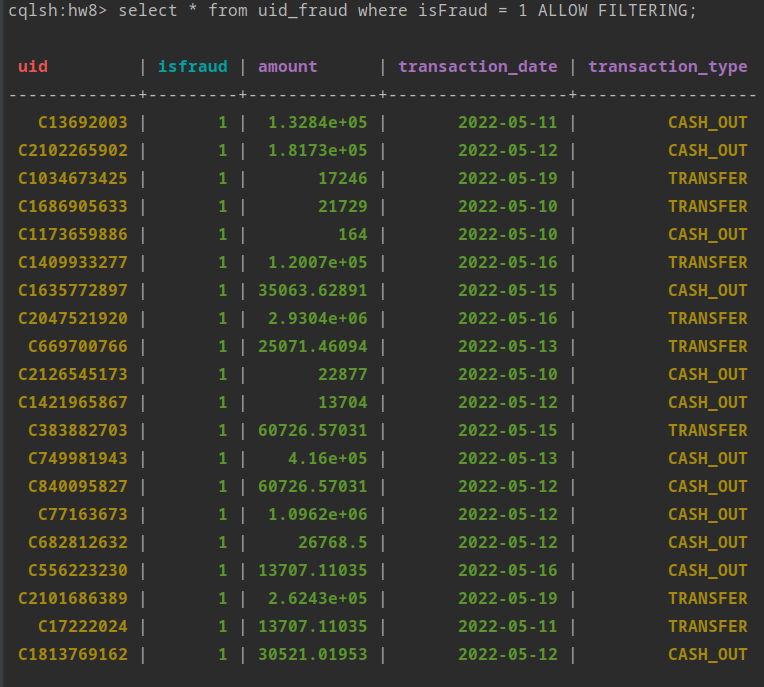 cqlsh:hw8> select * from uid_fraud where isFraud = 1 ALLOW FILTERING;
uid | isfraud | amount | transaction_date | transaction_type
-------------+---------+-------------+------------------+------------------
C13692003 | 1 | 1.3284e+05 | 2022-05-11 | CASH_OUT
C2102265902 | 1 | 1.8173e+05 | 2022-05-12 | CASH_OUT
C1034673425 | 1 | 17246 | 2022-05-19 | TRANSFER
C1686905633 | 1 | 21729 | 2022-05-10 | TRANSFER
C1173659886 | 1 | 164 | 2022-05-10 | CASH_OUT
C1409933277 | 1 | 1.2007e+05 | 2022-05-16 | TRANSFER
C1635772897 | 1 | 35063.62891 | 2022-05-15 | CASH_OUT
C2047521920 | 1 | 2.9304e+06 | 2022-05-16 | TRANSFER
C669700766 | 1 | 25071.46094 | 2022-05-13 | TRANSFER
C2126545173 | 1 | 22877 | 2022-05-10 | CASH_OUT
C1421965867 | 1 | 13704 | 2022-05-12 | CASH_OUT
C383882703 | 1 | 60726.57031 | 2022-05-15 | TRANSFER
C749981943 | 1 | 4.16e+05 | 2022-05-13 | CASH_OUT
C840095827 | 1 | 60726.57031 | 2022-05-12 | CASH_OUT
C77163673 | 1 | 1.0962e+06 | 2022-05-12 | CASH_OUT
C682812632 | 1 | 26768.5 | 2022-05-12 | CASH_OUT
C556223230 | 1 | 13707.11035 | 2022-05-16 | CASH_OUT
C2101686389 | 1 | 2.6243e+05 | 2022-05-19 | TRANSFER
C17222024 | 1 | 13707.11035 | 2022-05-11 | TRANSFER
C1813769162 | 1 | 30521.01953 | 2022-05-12 | CASH_OUT